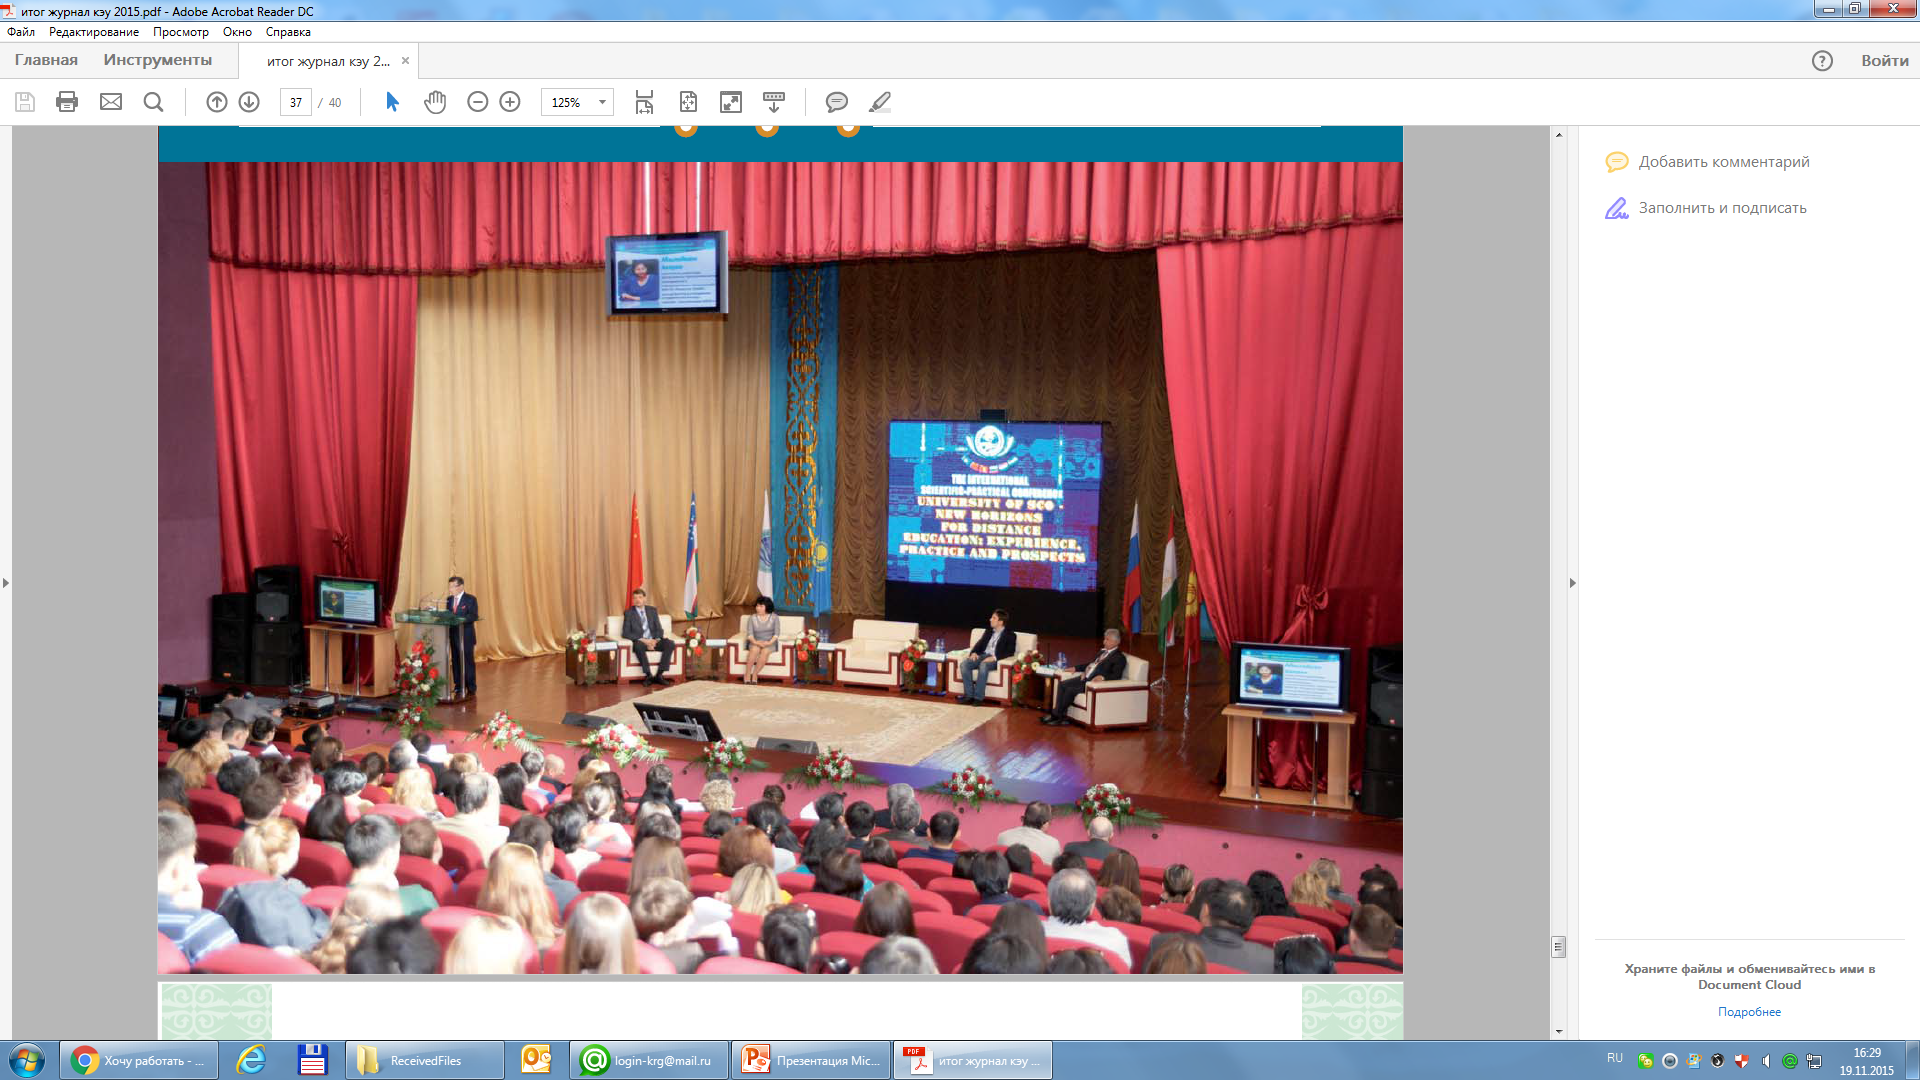 итог журнал кэу 2015.pdf - Adobe Acrobat Reader DC
Файл Редактирование Просмотр Окно Справка
Главная Инструменты итог журнал кэу 2... Войти
37 / 40 125%
Добавить комментарий
Заполнить и подписать
THE INTERNATIONAL
SCIENTIFIC-PRACTICAL CONFERENCE
UNIVERSITY OF SCO -
NEW HORIZONS
FOR DISTANCE
EDUCATION: EXPERIENCE,
PRACTICE AND PROSPECTS
Храните файлы и обменивайтесь ими в
Document Cloud
Подробнее
Хочу работать - ... ReceivedFiles login-krg@mail.ru Презентация Mic... PDF итог журнал кэу ... RU 16:29
19.11.2015